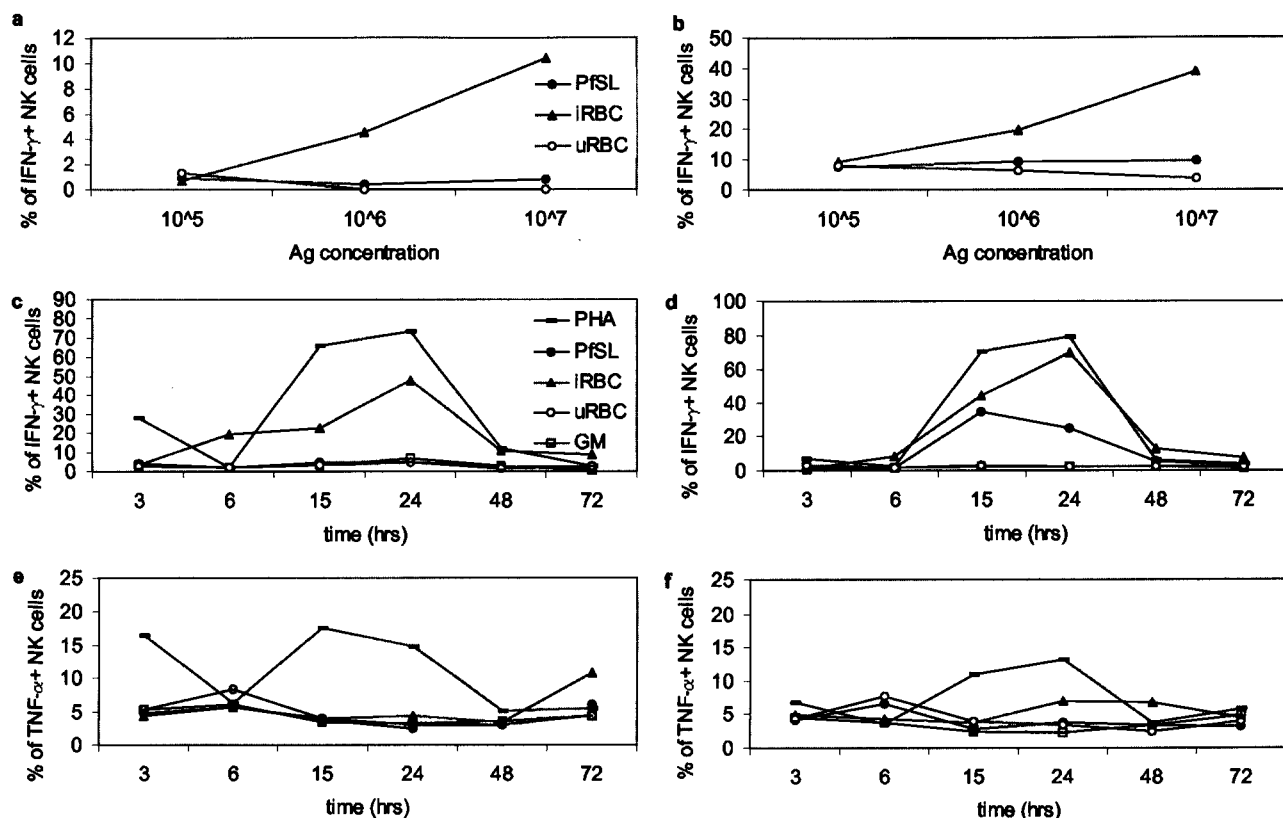 a
% of IFN-γ+ NK cells
12
10
8
6
4
2
0
PfSL
iRBC
uRBC
10^5
10^6
10^7
Ag concentration
b
% of IFN-γ+ NK cells
50
40
30
20
10
0
10^5
10^6
10^7
Ag concentration
c
% of IFN-γ+ NK cells
90
80
70
60
50
40
30
20
10
0
PHA
PfSL
iRBC
uRBC
GM
3
6
15
24
48
72
time (hrs)
d
% of IFN-γ+ NK cells
100
80
60
40
20
0
3
6
15
24
48
72
time (hrs)
e
% of TNF-α+ NK cells
25
20
15
10
5
0
3
6
15
24
48
72
time (hrs)
f
% of TNF-α+ NK cells
25
20
15
10
5
0
3
6
15
24
48
72
time (hrs)